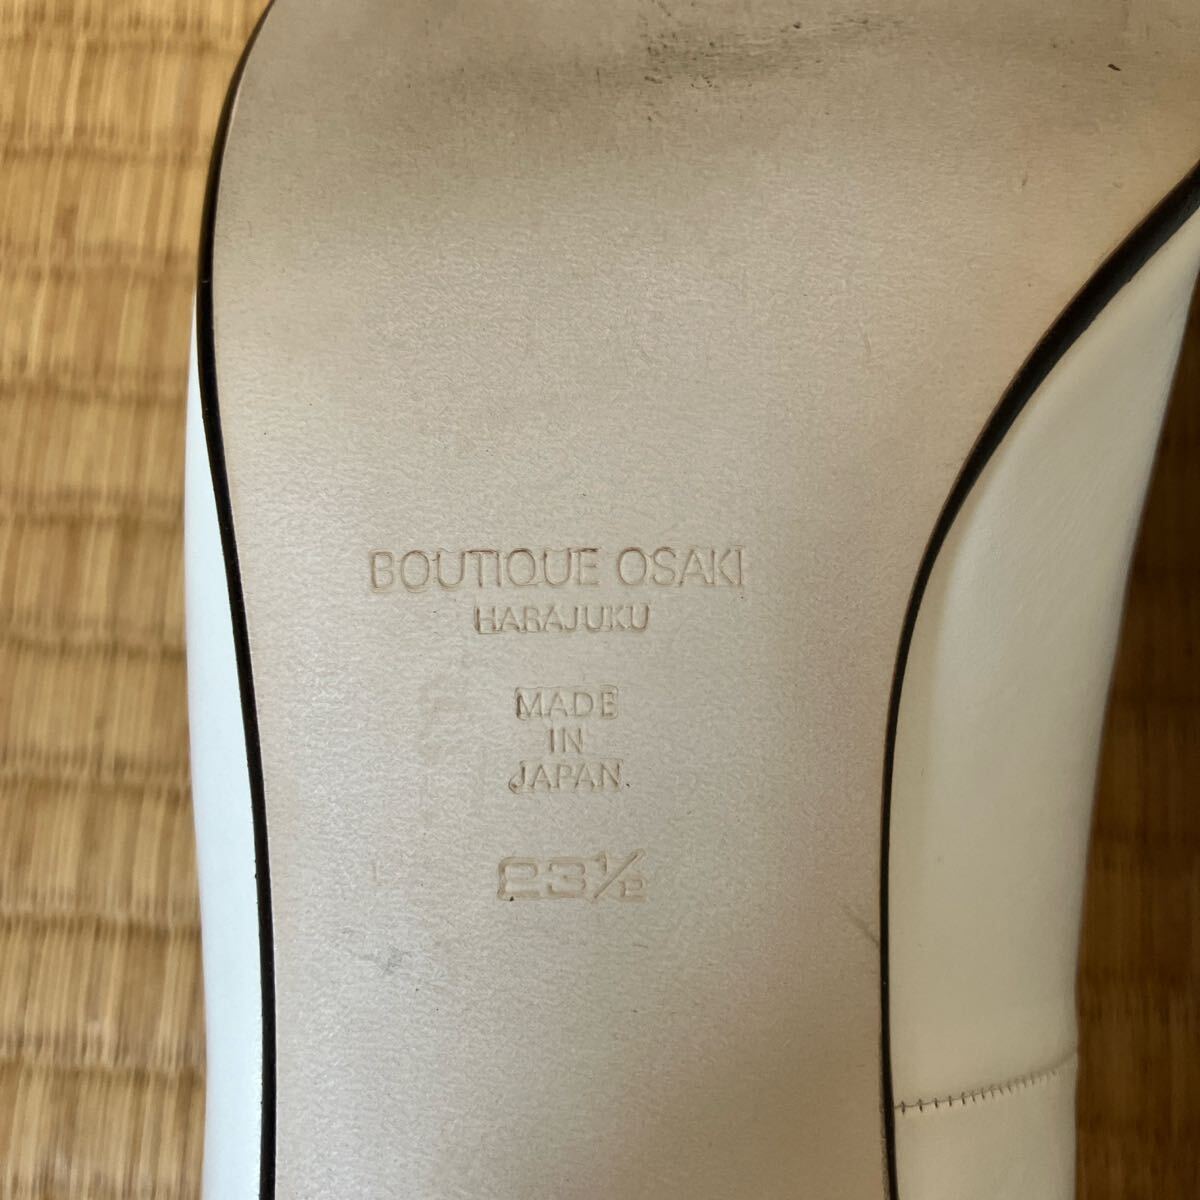 BOUTIQUE OSAKI
HARAJUKU
MADE
IN
JAPAN.
23½